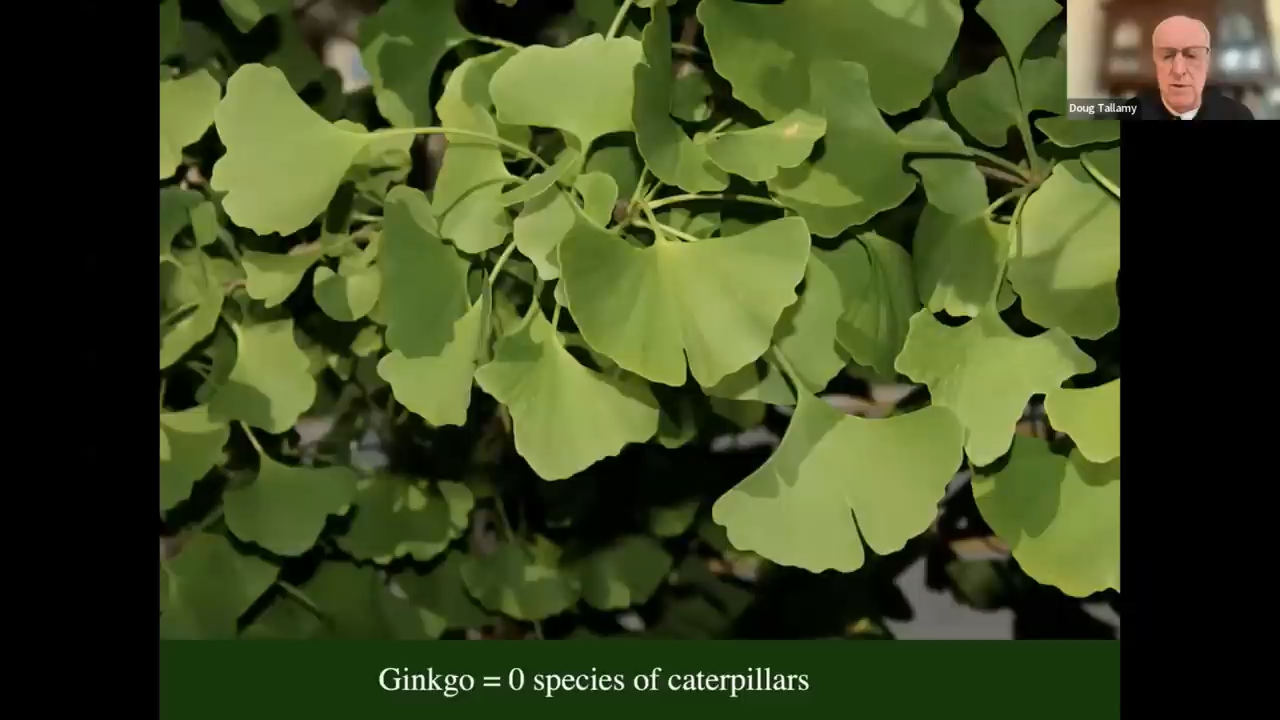 Doug Tallamy
Ginkgo = 0 species of caterpillars